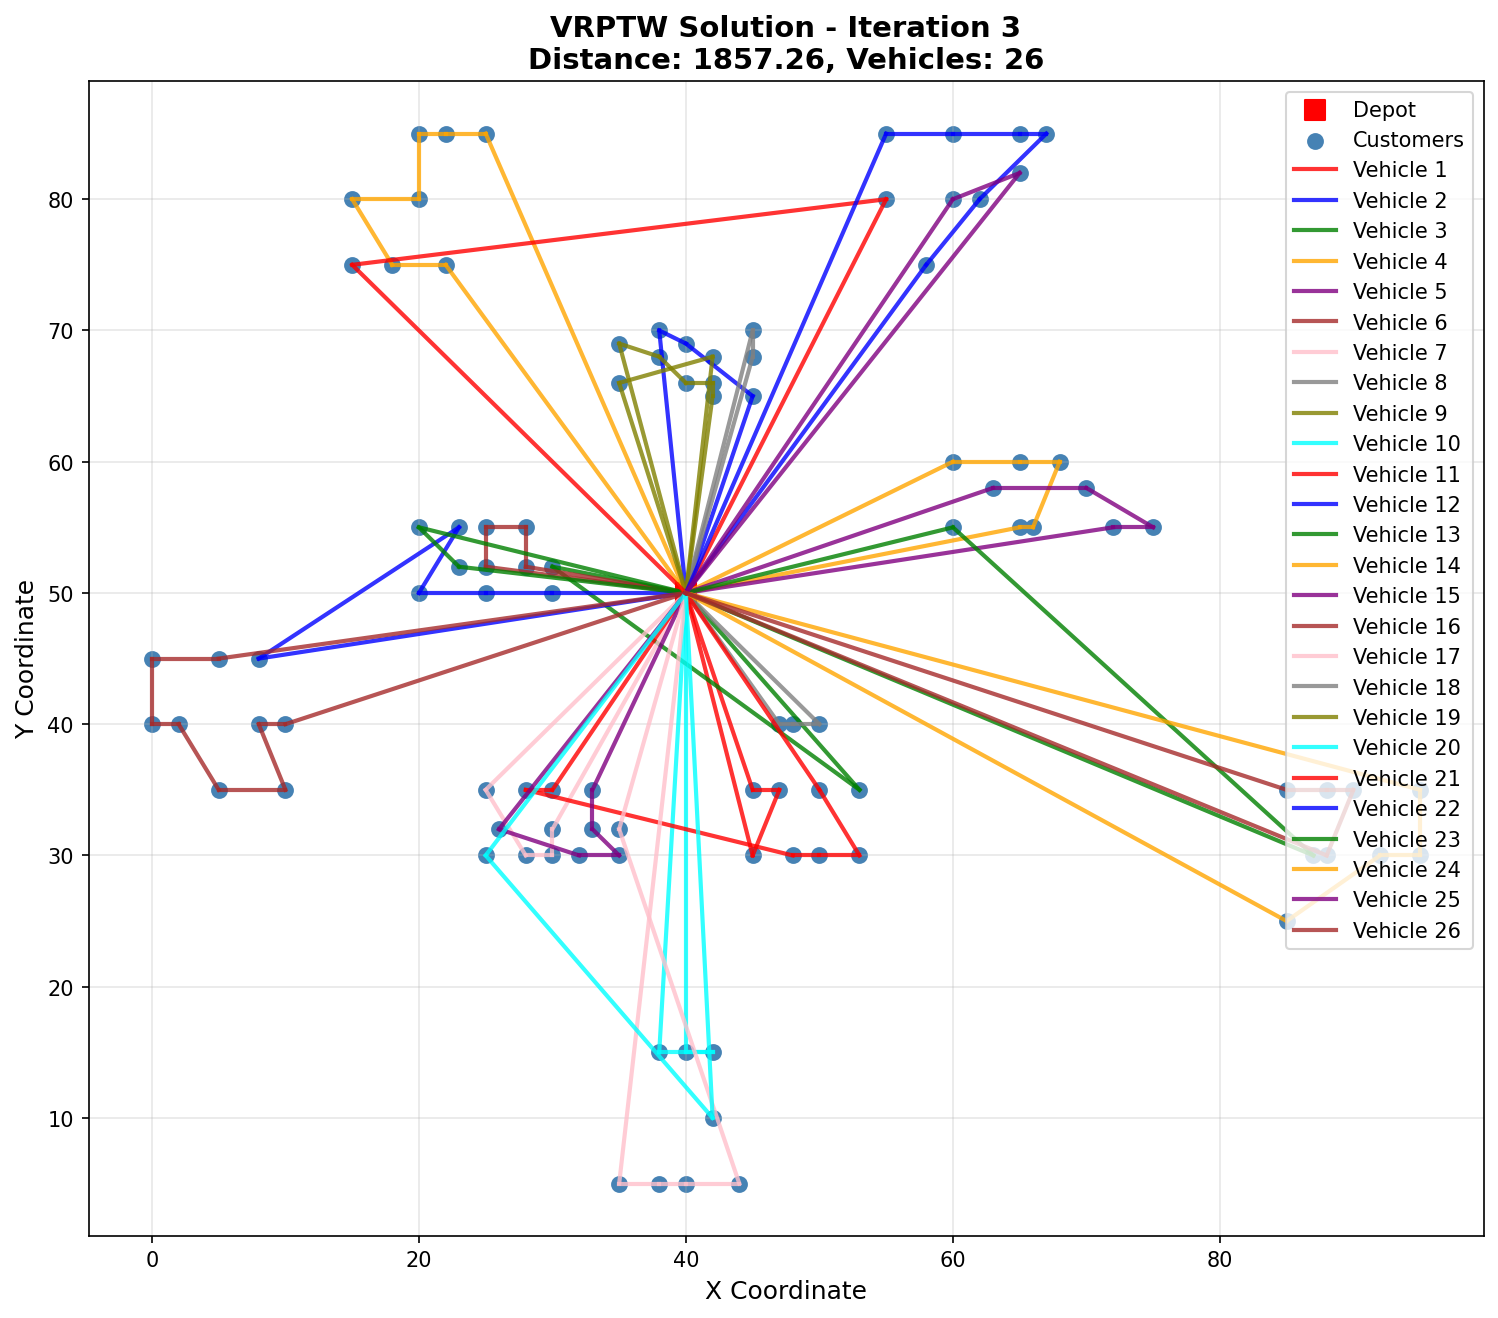 VRPTW Solution - Iteration 3
Distance: 1857.26, Vehicles: 26
Depot
Customers
Vehicle 1
Vehicle 2
Vehicle 3
Vehicle 4
Vehicle 5
Vehicle 6
Vehicle 7
Vehicle 8
Vehicle 9
Vehicle 10
Vehicle 11
Vehicle 12
Vehicle 13
Vehicle 14
Vehicle 15
Vehicle 16
Vehicle 17
Vehicle 18
Vehicle 19
Vehicle 20
Vehicle 21
Vehicle 22
Vehicle 23
Vehicle 24
Vehicle 25
Vehicle 26
Y Coordinate
80
70
60
50
40
30
20
10
0
20
40
60
80
X Coordinate